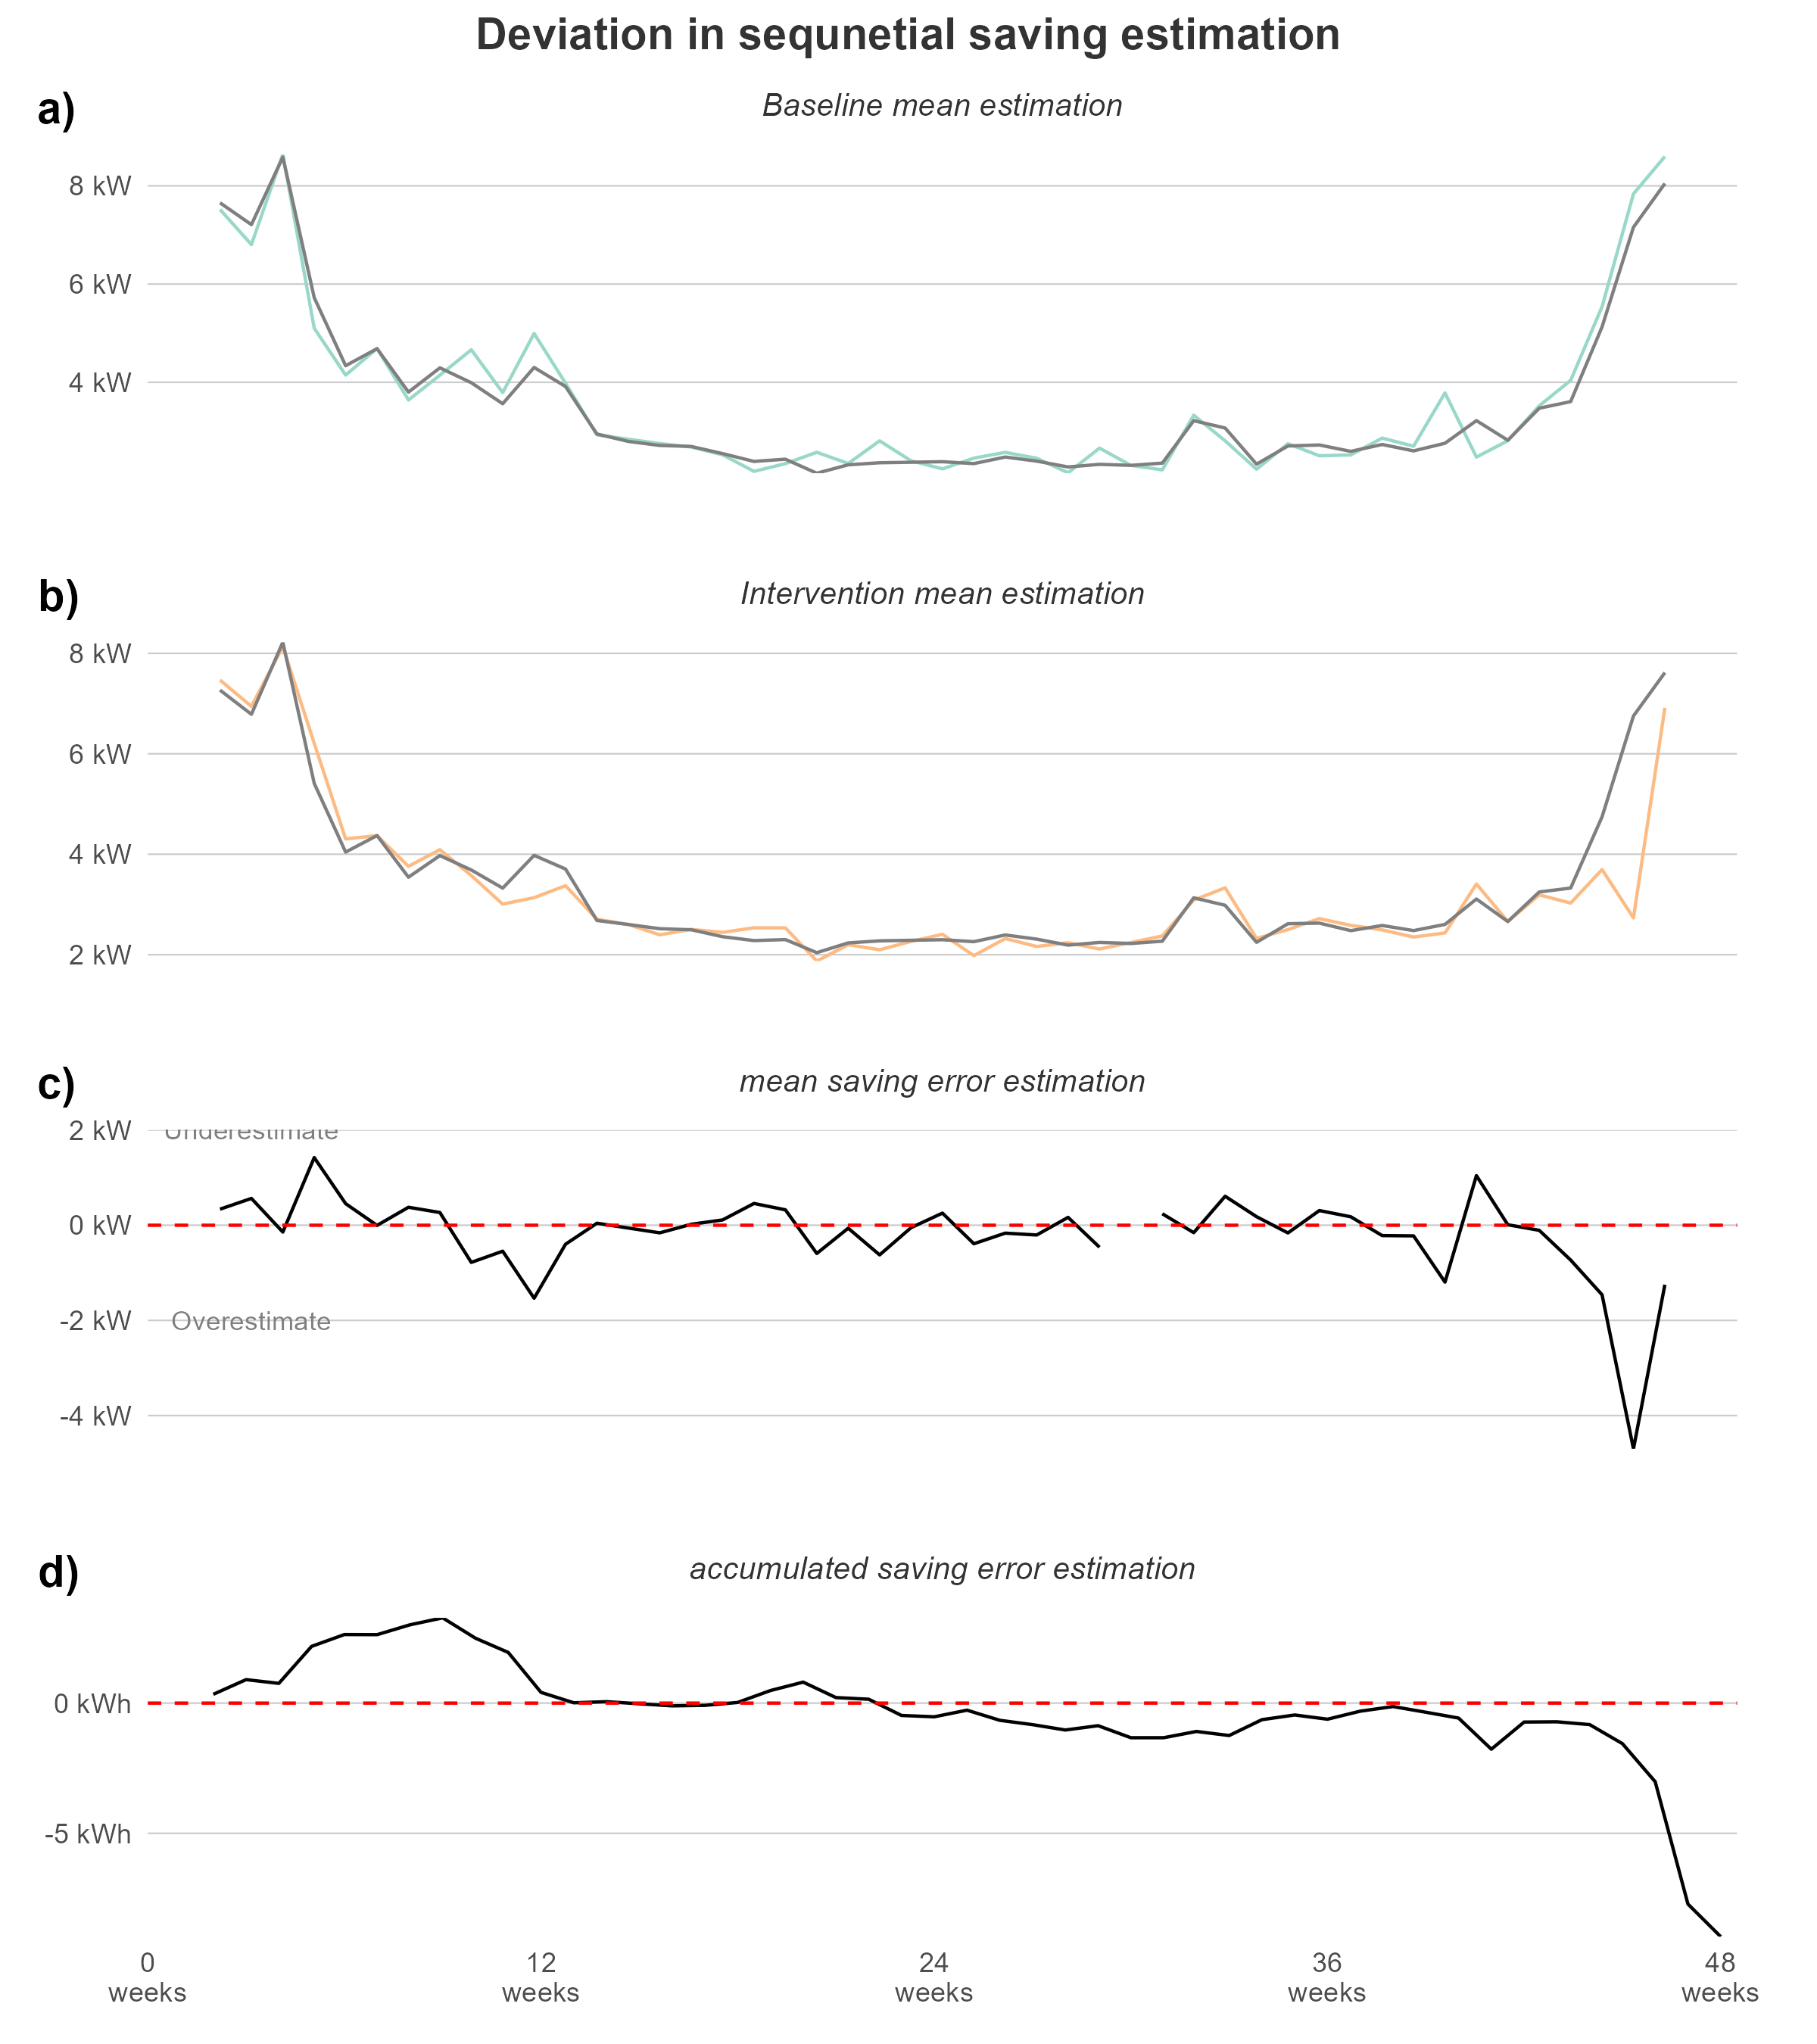 Deviation in sequnetial saving estimation
a)
Baseline mean estimation
8 kW
6 kW
4 kW
b)
Intervention mean estimation
8 kW
6 kW
4 kW
2 kW
c)
mean saving error estimation
2 kW
Underestimate
0 kW
-2 kW
Overestimate
-4 kW
d)
accumulated saving error estimation
0 kWh
-5 kWh
0 12 24 36 48
weeks weeks weeks weeks weeks